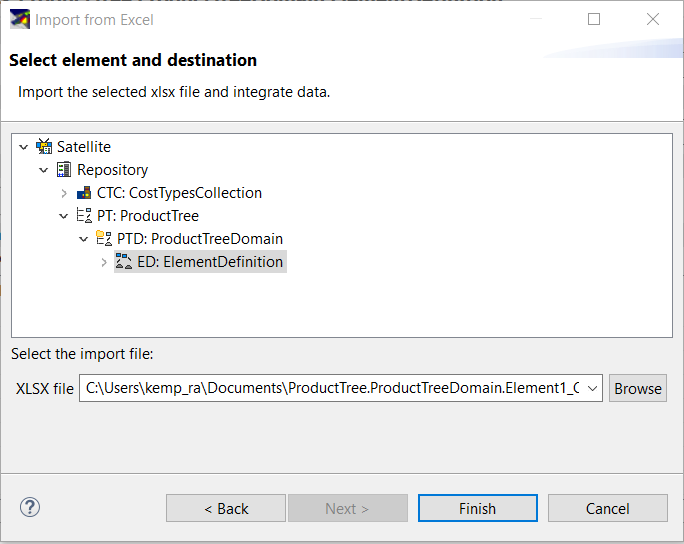 Import from Excel
Select element and destination
Import the selected xlsx file and integrate data.
Satellite
Repository
CTC: CostTypesCollection
PT: ProductTree
PTD: ProductTreeDomain
ED: ElementDefinition
Select the import file:
XLSX file C:\Users\kemp_ra\Documents\ProductTree.ProductTreeDomain.Element1_C Browse
? < Back Next > Finish Cancel